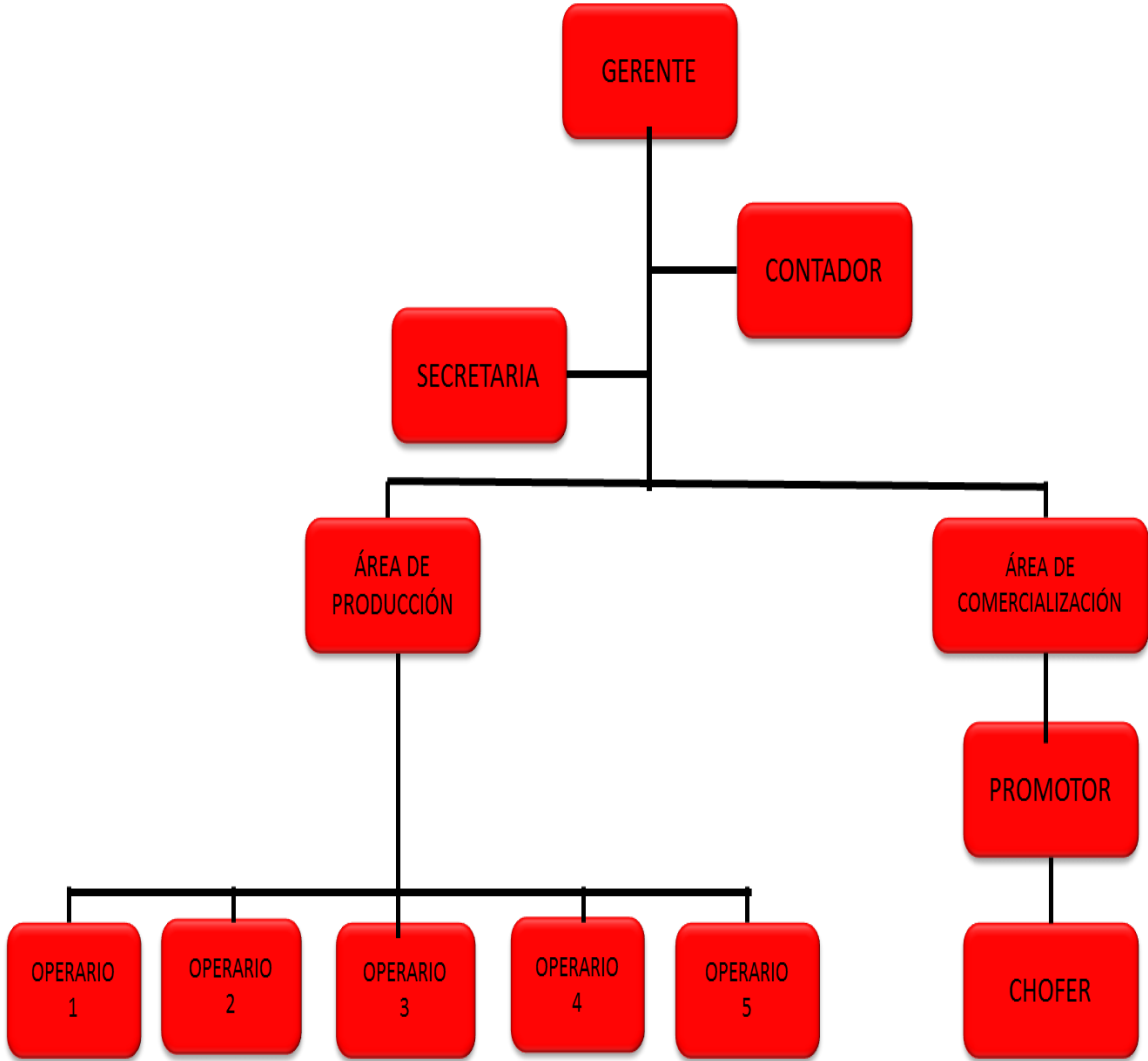 GERENTE
CONTADOR
SECRETARIA
ÁREA DE
PRODUCCIÓN
ÁREA DE
COMERCIALIZACIÓN
PROMOTOR
OPERARIO
1
OPERARIO
2
OPERARIO
3
OPERARIO
4
OPERARIO
5
CHOFER